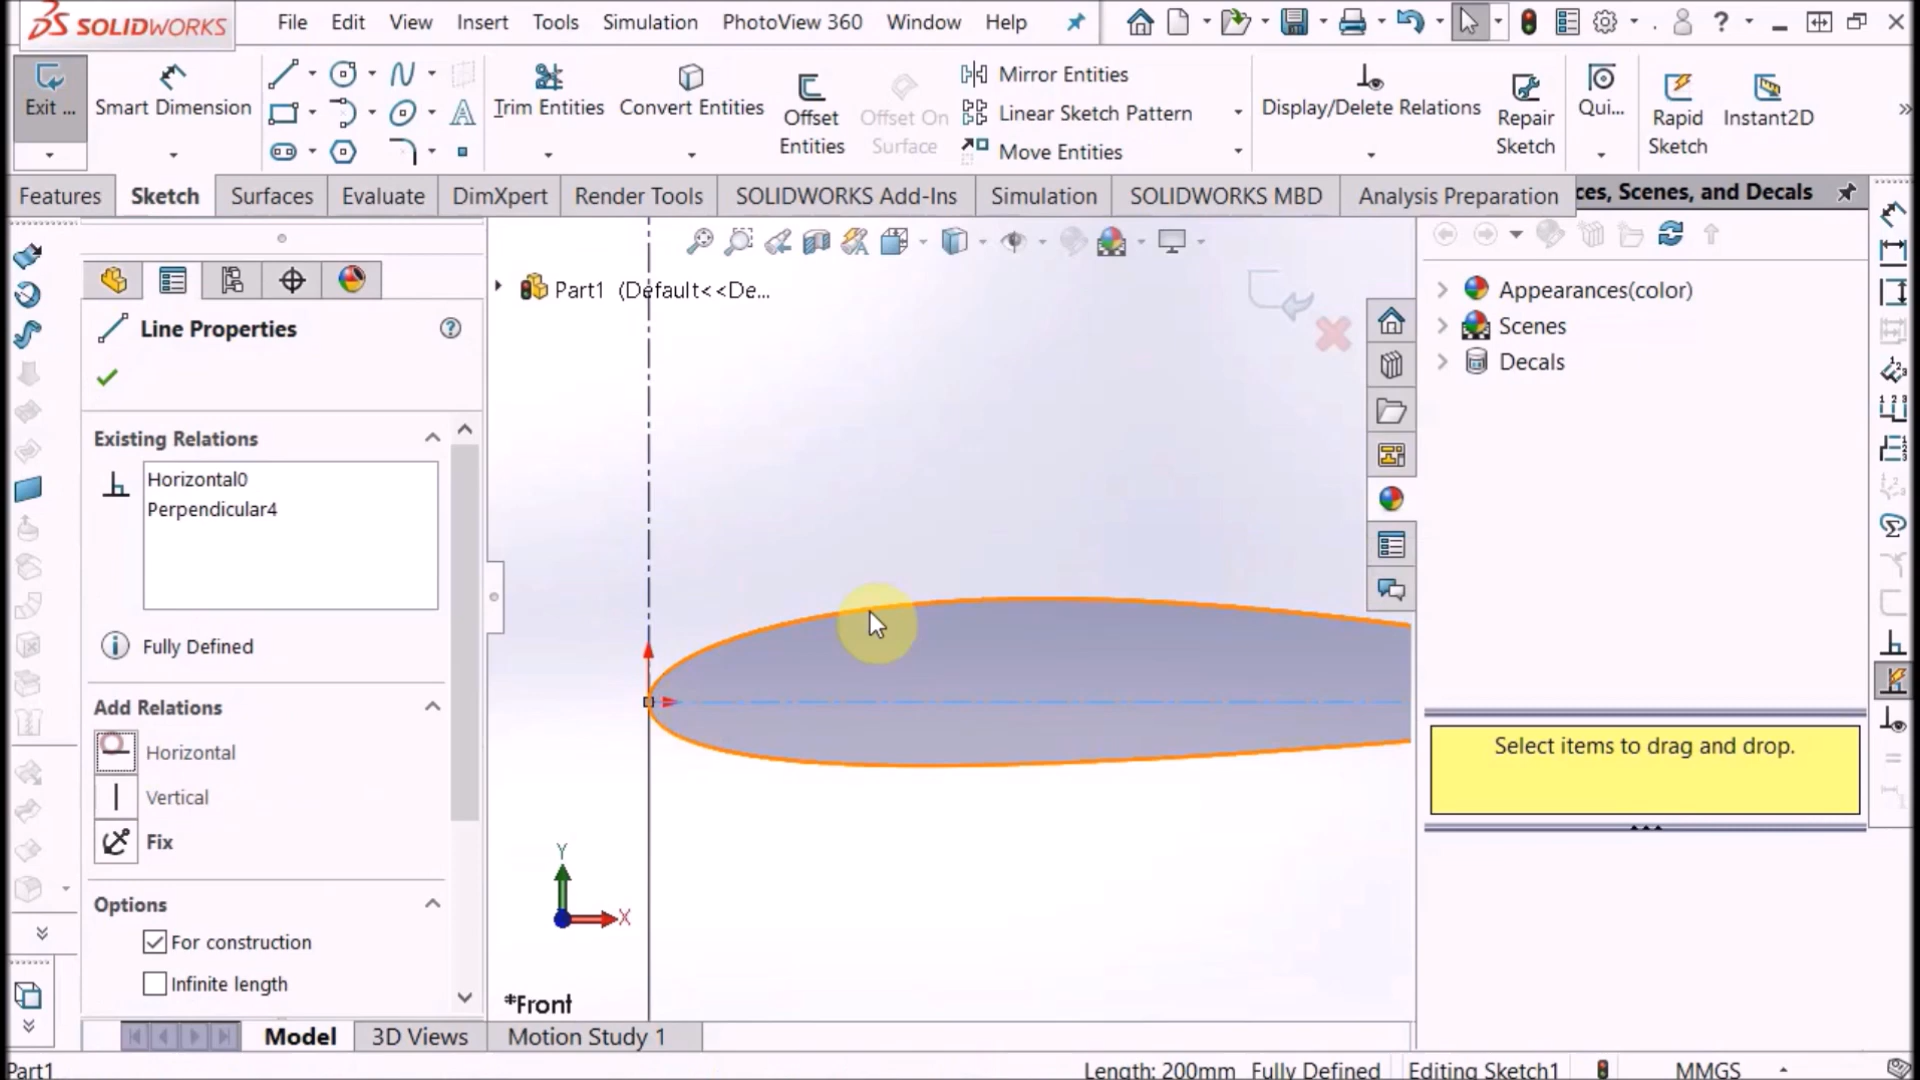 SOLIDWORKS File Edit View Insert Tools Simulation PhotoView 360 Window Help
Exit ... Smart Dimension Trim Entities Convert Entities Offset Entities Offset On Surface Mirror Entities Linear Sketch Pattern Move Entities Display/Delete Relations Repair Sketch Qui... Rapid Sketch Instant2D
Features Sketch Surfaces Evaluate DimXpert Render Tools SOLIDWORKS Add-Ins Simulation SOLIDWORKS MBD Analysis Preparation
ces, Scenes, and Decals
Part1 (Default<<De...
Line Properties
Existing Relations
Horizontal0
Perpendicular4
Fully Defined
Add Relations
Horizontal
Vertical
Fix
Options
For construction
Infinite length
Y
X
*Front
Appearances(color)
Scenes
Decals
Select items to drag and drop.
Model 3D Views Motion Study 1
Part1 Length: 200mm Fully Defined Editing Sketch1 MMGS